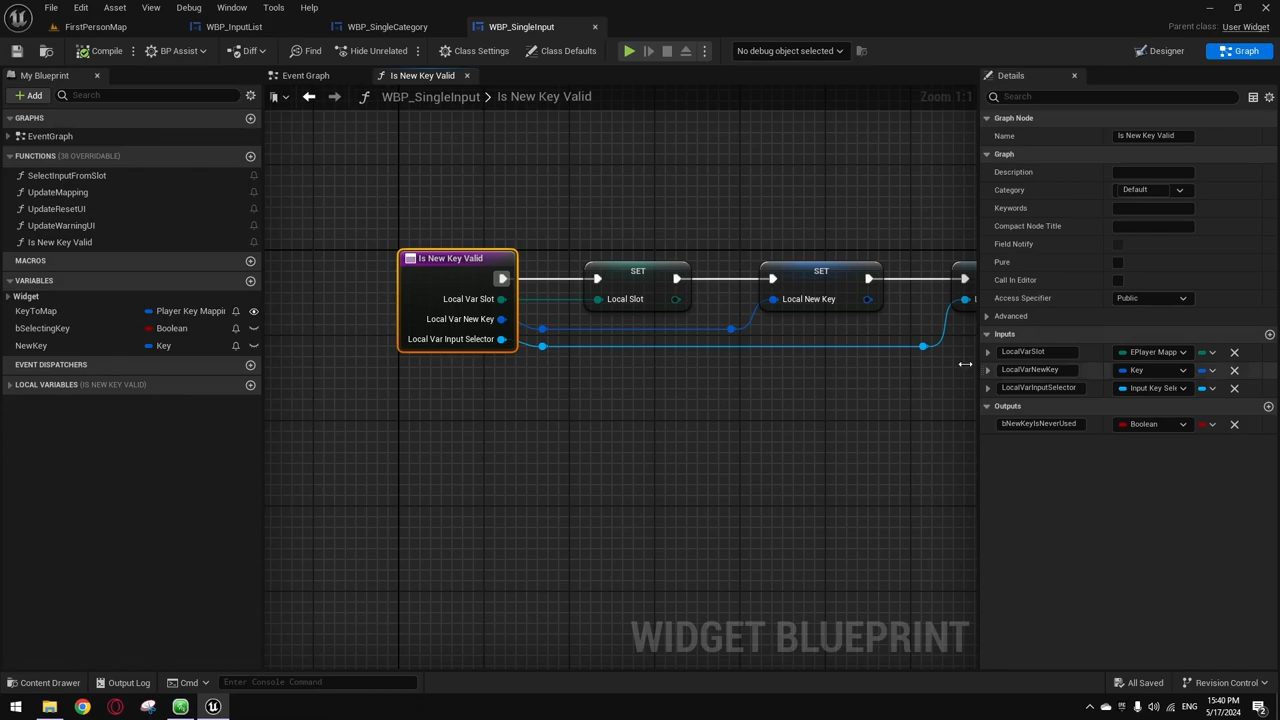 File Edit Asset View Debug Window Tools Help
Parent class: User Widget
FirstPersonMap WBP_InputList WBP_SingleCategory WBP_SingleInput
Compile BP Assist Diff Find Hide Unrelated Class Settings Class Defaults No debug object selected Designer Graph
My Blueprint Event Graph Is New Key Valid Details
Add Search WBP_SingleInput > Is New Key Valid Zoom 1:1 Search
GRAPHS
EventGraph
FUNCTIONS (38 OVERRIDABLE)
SelectInputFromSlot
UpdateMapping
UpdateResetUI
UpdateWarningUI
Is New Key Valid
MACROS
VARIABLES
Widget
KeyToMap Player Key Mappi
bSelectingKey Boolean
NewKey Key
EVENT DISPATCHERS
LOCAL VARIABLES (IS NEW KEY VALID)
Is New Key Valid
Local Var Slot
Local Var New Key
Local Var Input Selector
SET
Local Slot
SET
Local New Key
WIDGET BLUEPRINT
Graph Node
Name Is New Key Valid
Graph
Description
Category Default
Keywords
Compact Node Title
Field Notify
Pure
Call In Editor
Access Specifier Public
Advanced
Inputs
LocalVarSlot EPlayer Mapp
LocalVarNewKey Key
LocalVarInputSelector Input Key Sele
Outputs
bNewKeyIsNeverUsed Boolean
Content Drawer Output Log Cmd Enter Console Command All Saved Revision Control
ENG 15:40 PM
5/17/2024
2